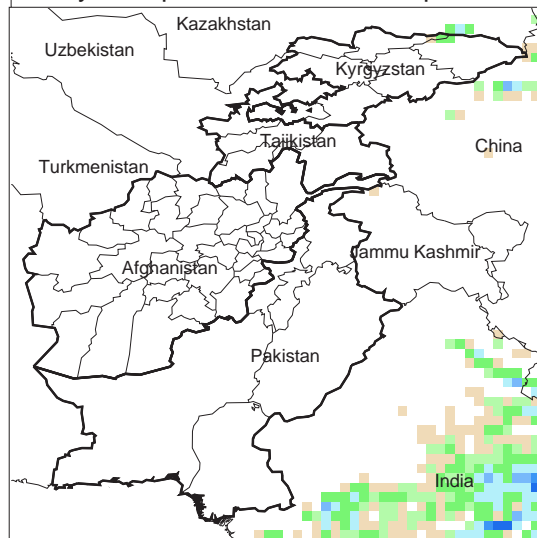 Kazakhstan
Uzbekistan
Kyrgyzstan
Tajikistan
China
Turkmenistan
Jammu Kashmir
Afghanistan
Pakistan
India